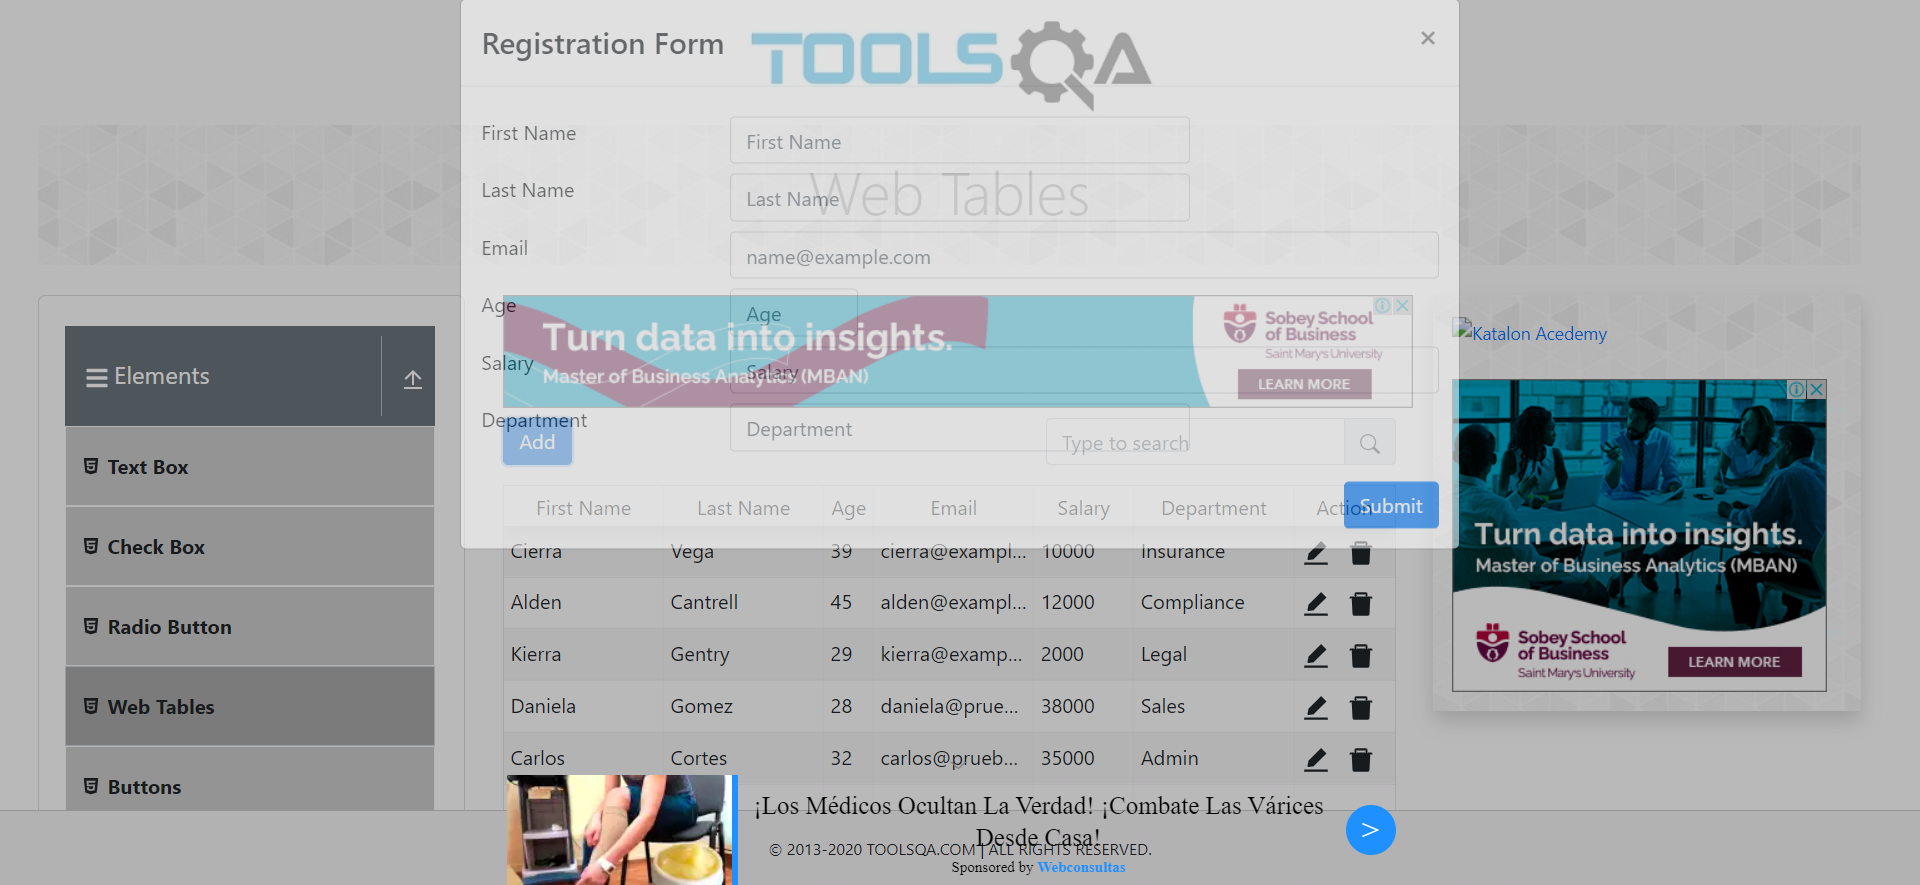 Registration Form
×
TOOLSQA
First Name
First Name
Last Name
Last Name
Web Tables
Email
name@example.com
Age
Age
Turn data into insights.
Master of Business Analytics (MBAN)
Sobey School
of Business
Saint Mary's University
LEARN MORE
Salary
Salary
Department
Department
Add
Type to search
First Name Last Name Age Email Salary Department Action
Submit
Cierra Vega 39 cierra@exampl... 10000 Insurance
Alden Cantrell 45 alden@exampl... 12000 Compliance
Kierra Gentry 29 kierra@examp... 2000 Legal
Daniela Gomez 28 daniela@prue... 38000 Sales
Carlos Cortes 32 carlos@prueb... 35000 Admin
Elements
Text Box
Check Box
Radio Button
Web Tables
Buttons
Katalon Acedemy
Turn data into insights.
Master of Business Analytics (MBAN)
Sobey School
of Business
Saint Mary's University
LEARN MORE
¡Los Médicos Ocultan La Verdad! ¡Combate Las Várices
Desde Casa!
>
© 2013-2020 TOOLSQA.COM | ALL RIGHTS RESERVED.
Sponsored by Webconsultas